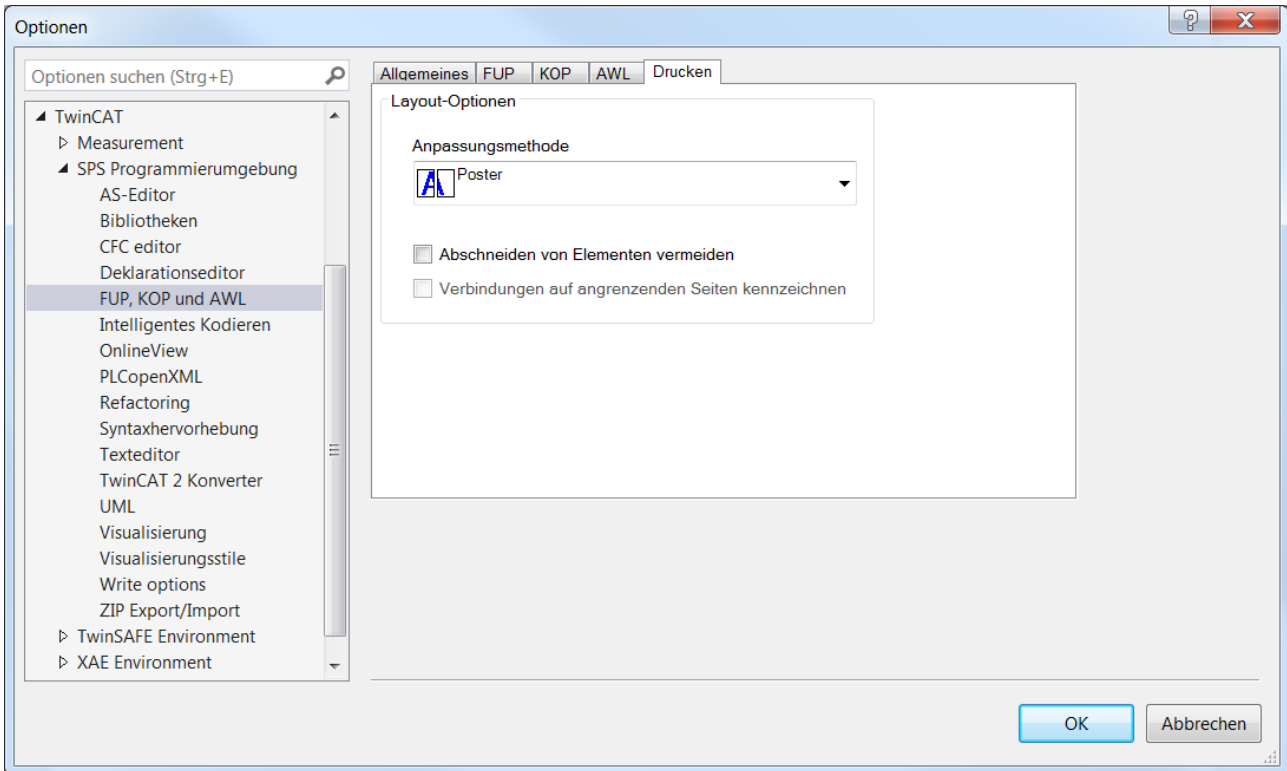 Optionen
Optionen suchen (Strg+E)
TwinCAT
Measurement
SPS Programmierumgebung
AS-Editor
Bibliotheken
CFC editor
Deklarationseditor
FUP, KOP und AWL
Intelligentes Kodieren
OnlineView
PLCopenXML
Refactoring
Syntaxhervorhebung
Texteditor
TwinCAT 2 Konverter
UML
Visualisierung
Visualisierungsstile
Write options
ZIP Export/Import
TwinSAFE Environment
XAE Environment
Allgemeines FUP KOP AWL Drucken
Layout-Optionen
Anpassungsmethode
Poster
Abschneiden von Elementen vermeiden
Verbindungen auf angrenzenden Seiten kennzeichnen
OK Abbrechen